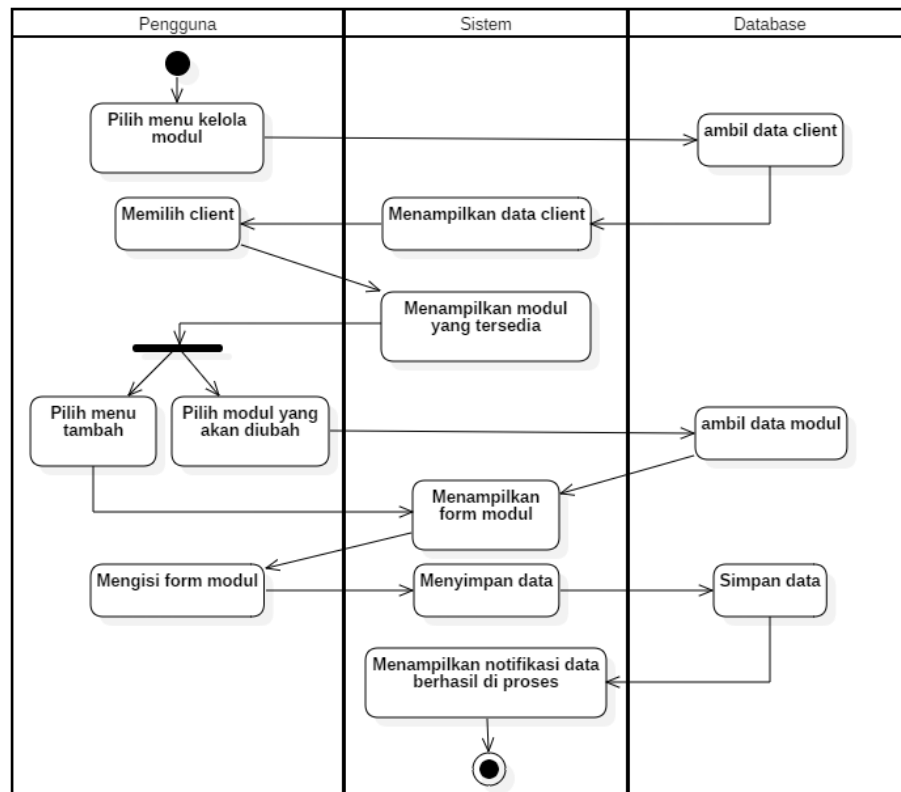 Pengguna
Sistem
Database
Pilih menu kelola
modul
ambil data client
Memilih client
Menampilkan data client
Menampilkan modul
yang tersedia
Pilih menu
tambah
Pilih modul yang
akan diubah
ambil data modul
Menampilkan
form modul
Mengisi form modul
Menyimpan data
Simpan data
Menampilkan notifikasi data
berhasil di proses